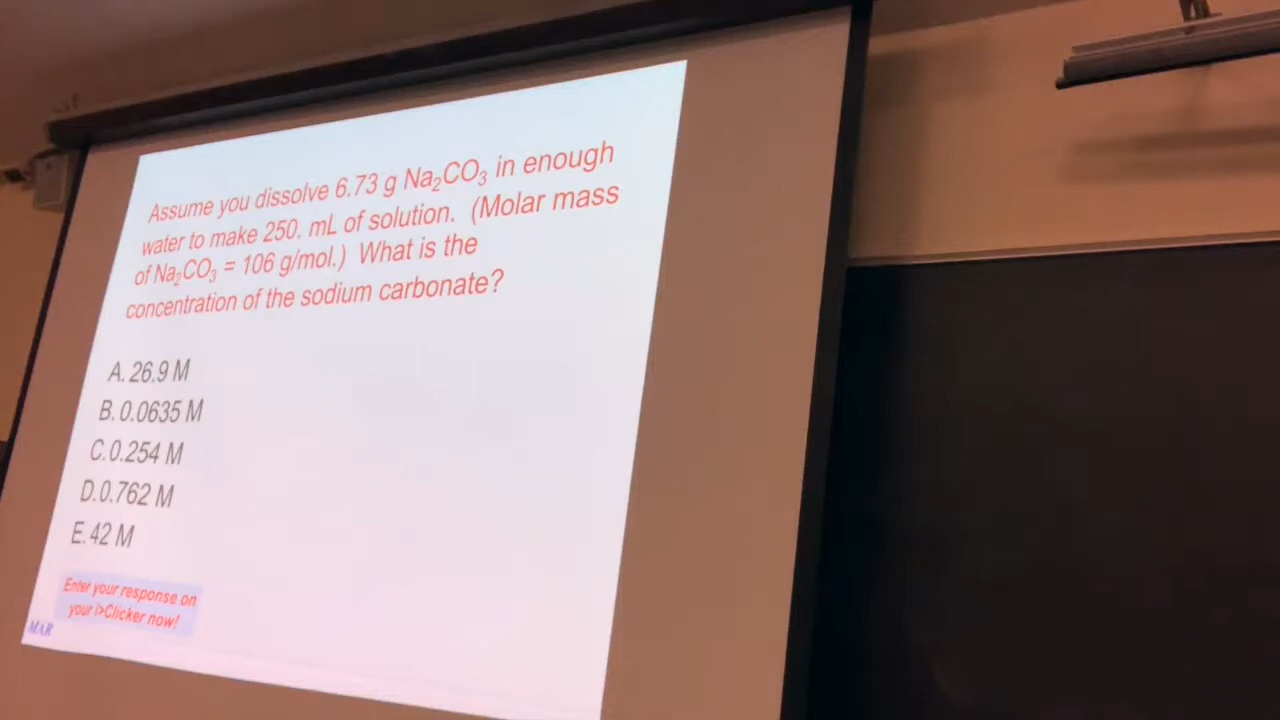 Assume you dissolve 6.73 g Na₂CO₃ in enough
water to make 250. mL of solution. (Molar mass
of Na₂CO₃ = 106 g/mol.) What is the
concentration of the sodium carbonate?
A. 26.9 M
B. 0.0635 M
C. 0.254 M
D. 0.762 M
E. 42 M
Enter your response on
your i>Clicker now!
MAR